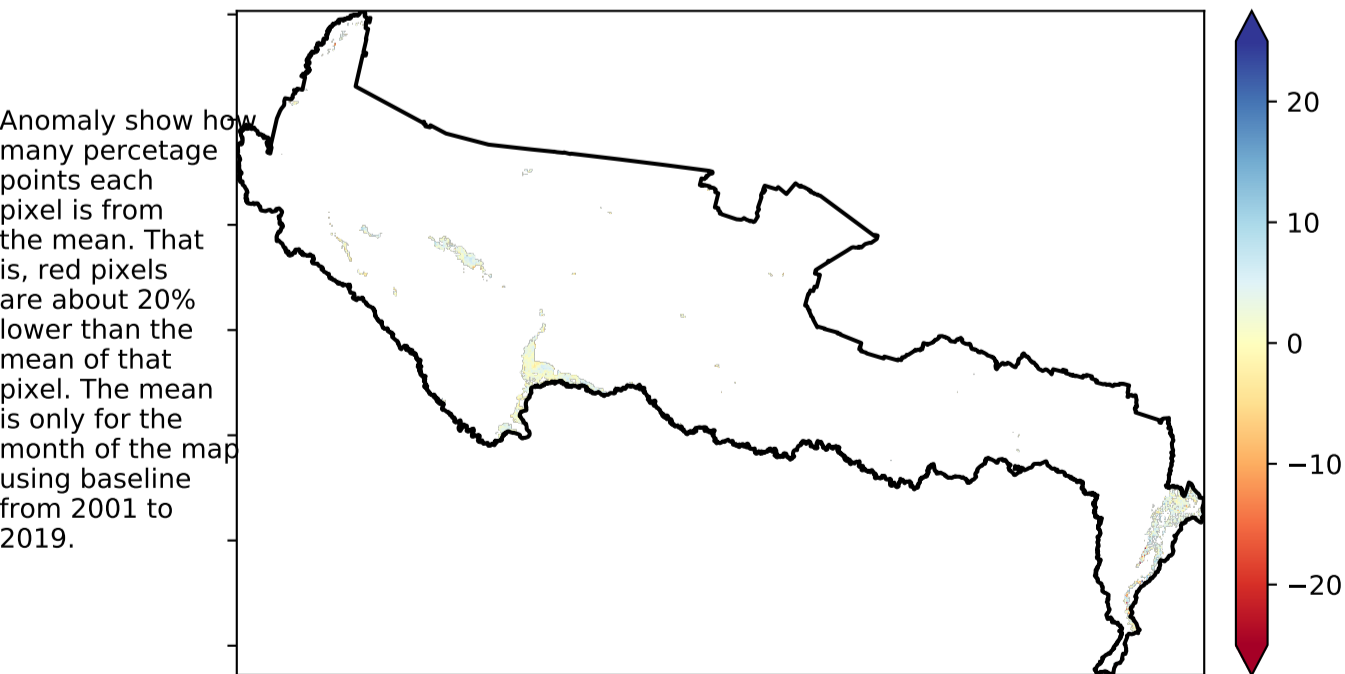 Anomaly show how
many percetage
points each
pixel is from
the mean. That
is, red pixels
are about 20%
lower than the
mean of that
pixel. The mean
is only for the
month of the map
using baseline
from 2001 to
2019.
20
10
0
−10
−20